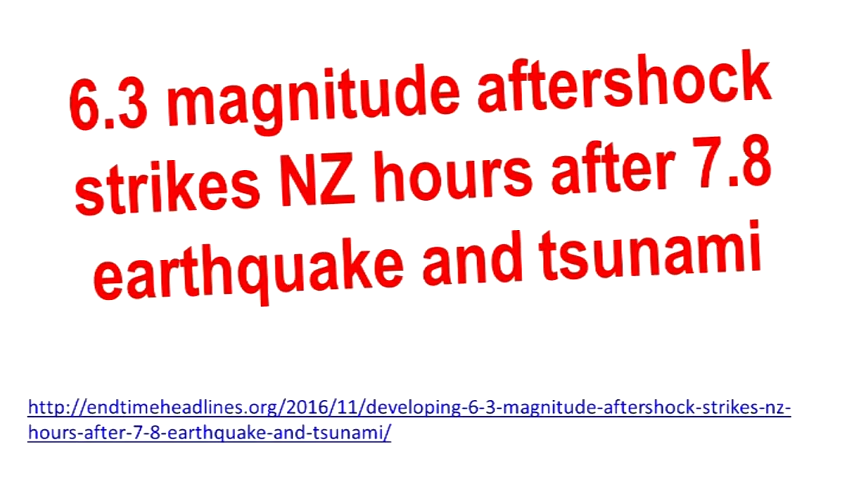 6.3 magnitude aftershock
strikes NZ hours after 7.8
earthquake and tsunami
http://endtimeheadlines.org/2016/11/developing-6-3-magnitude-aftershock-strikes-nz-
hours-after-7-8-earthquake-and-tsunami/